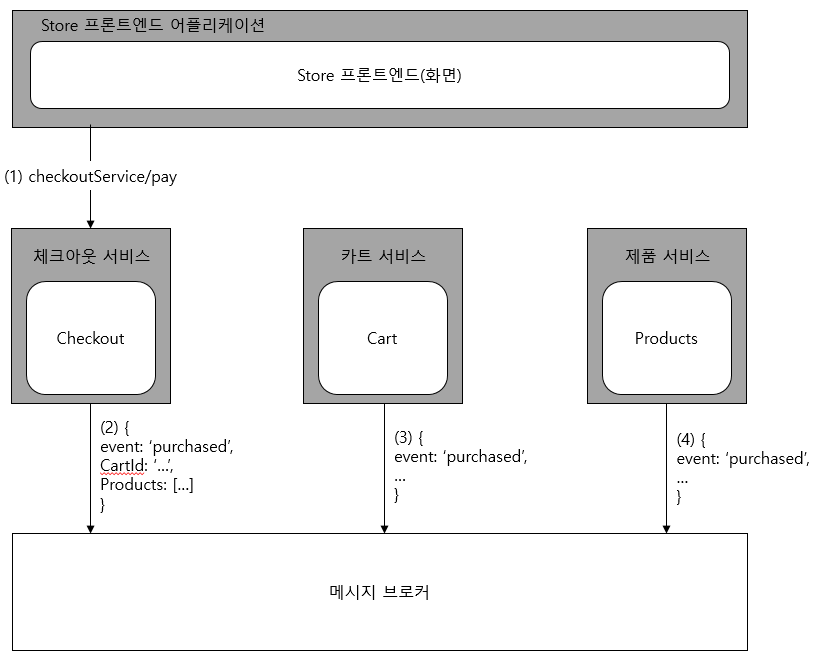 Store 프론트엔드 어플리케이션
Store 프론트엔드(화면)
(1) checkoutService/pay
체크아웃 서비스
Checkout
카트 서비스
Cart
제품 서비스
Products
(2) {
event: ‘purchased’,
CartId: ‘...’,
Products: [...]
}
(3) {
event: ‘purchased’,
...
}
(4) {
event: ‘purchased’,
...
}
메시지 브로커